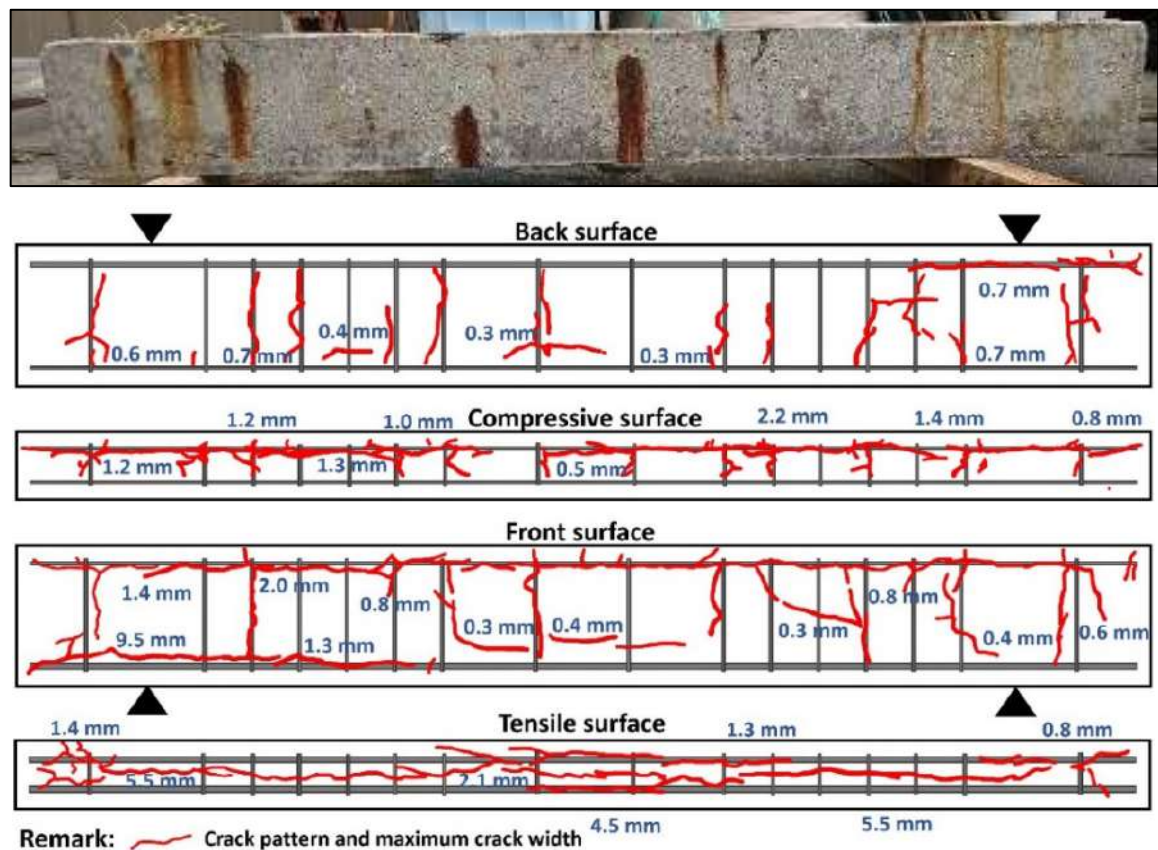 Back surface
0.7 mm
0.4 mm
0.3 mm
0.6 mm
0.7 mm
0.3 mm
0.7 mm
Compressive surface
1.2 mm
1.0 mm
2.2 mm
1.4 mm
0.8 mm
1.2 mm
1.3 mm
0.5 mm
Front surface
1.4 mm
2.0 mm
0.8 mm
0.8 mm
9.5 mm
1.3 mm
0.3 mm
0.4 mm
0.3 mm
0.4 mm
0.6 mm
Tensile surface
1.4 mm
1.3 mm
0.8 mm
5.5 mm
2.1 mm
4.5 mm
5.5 mm
Remark: Crack pattern and maximum crack width